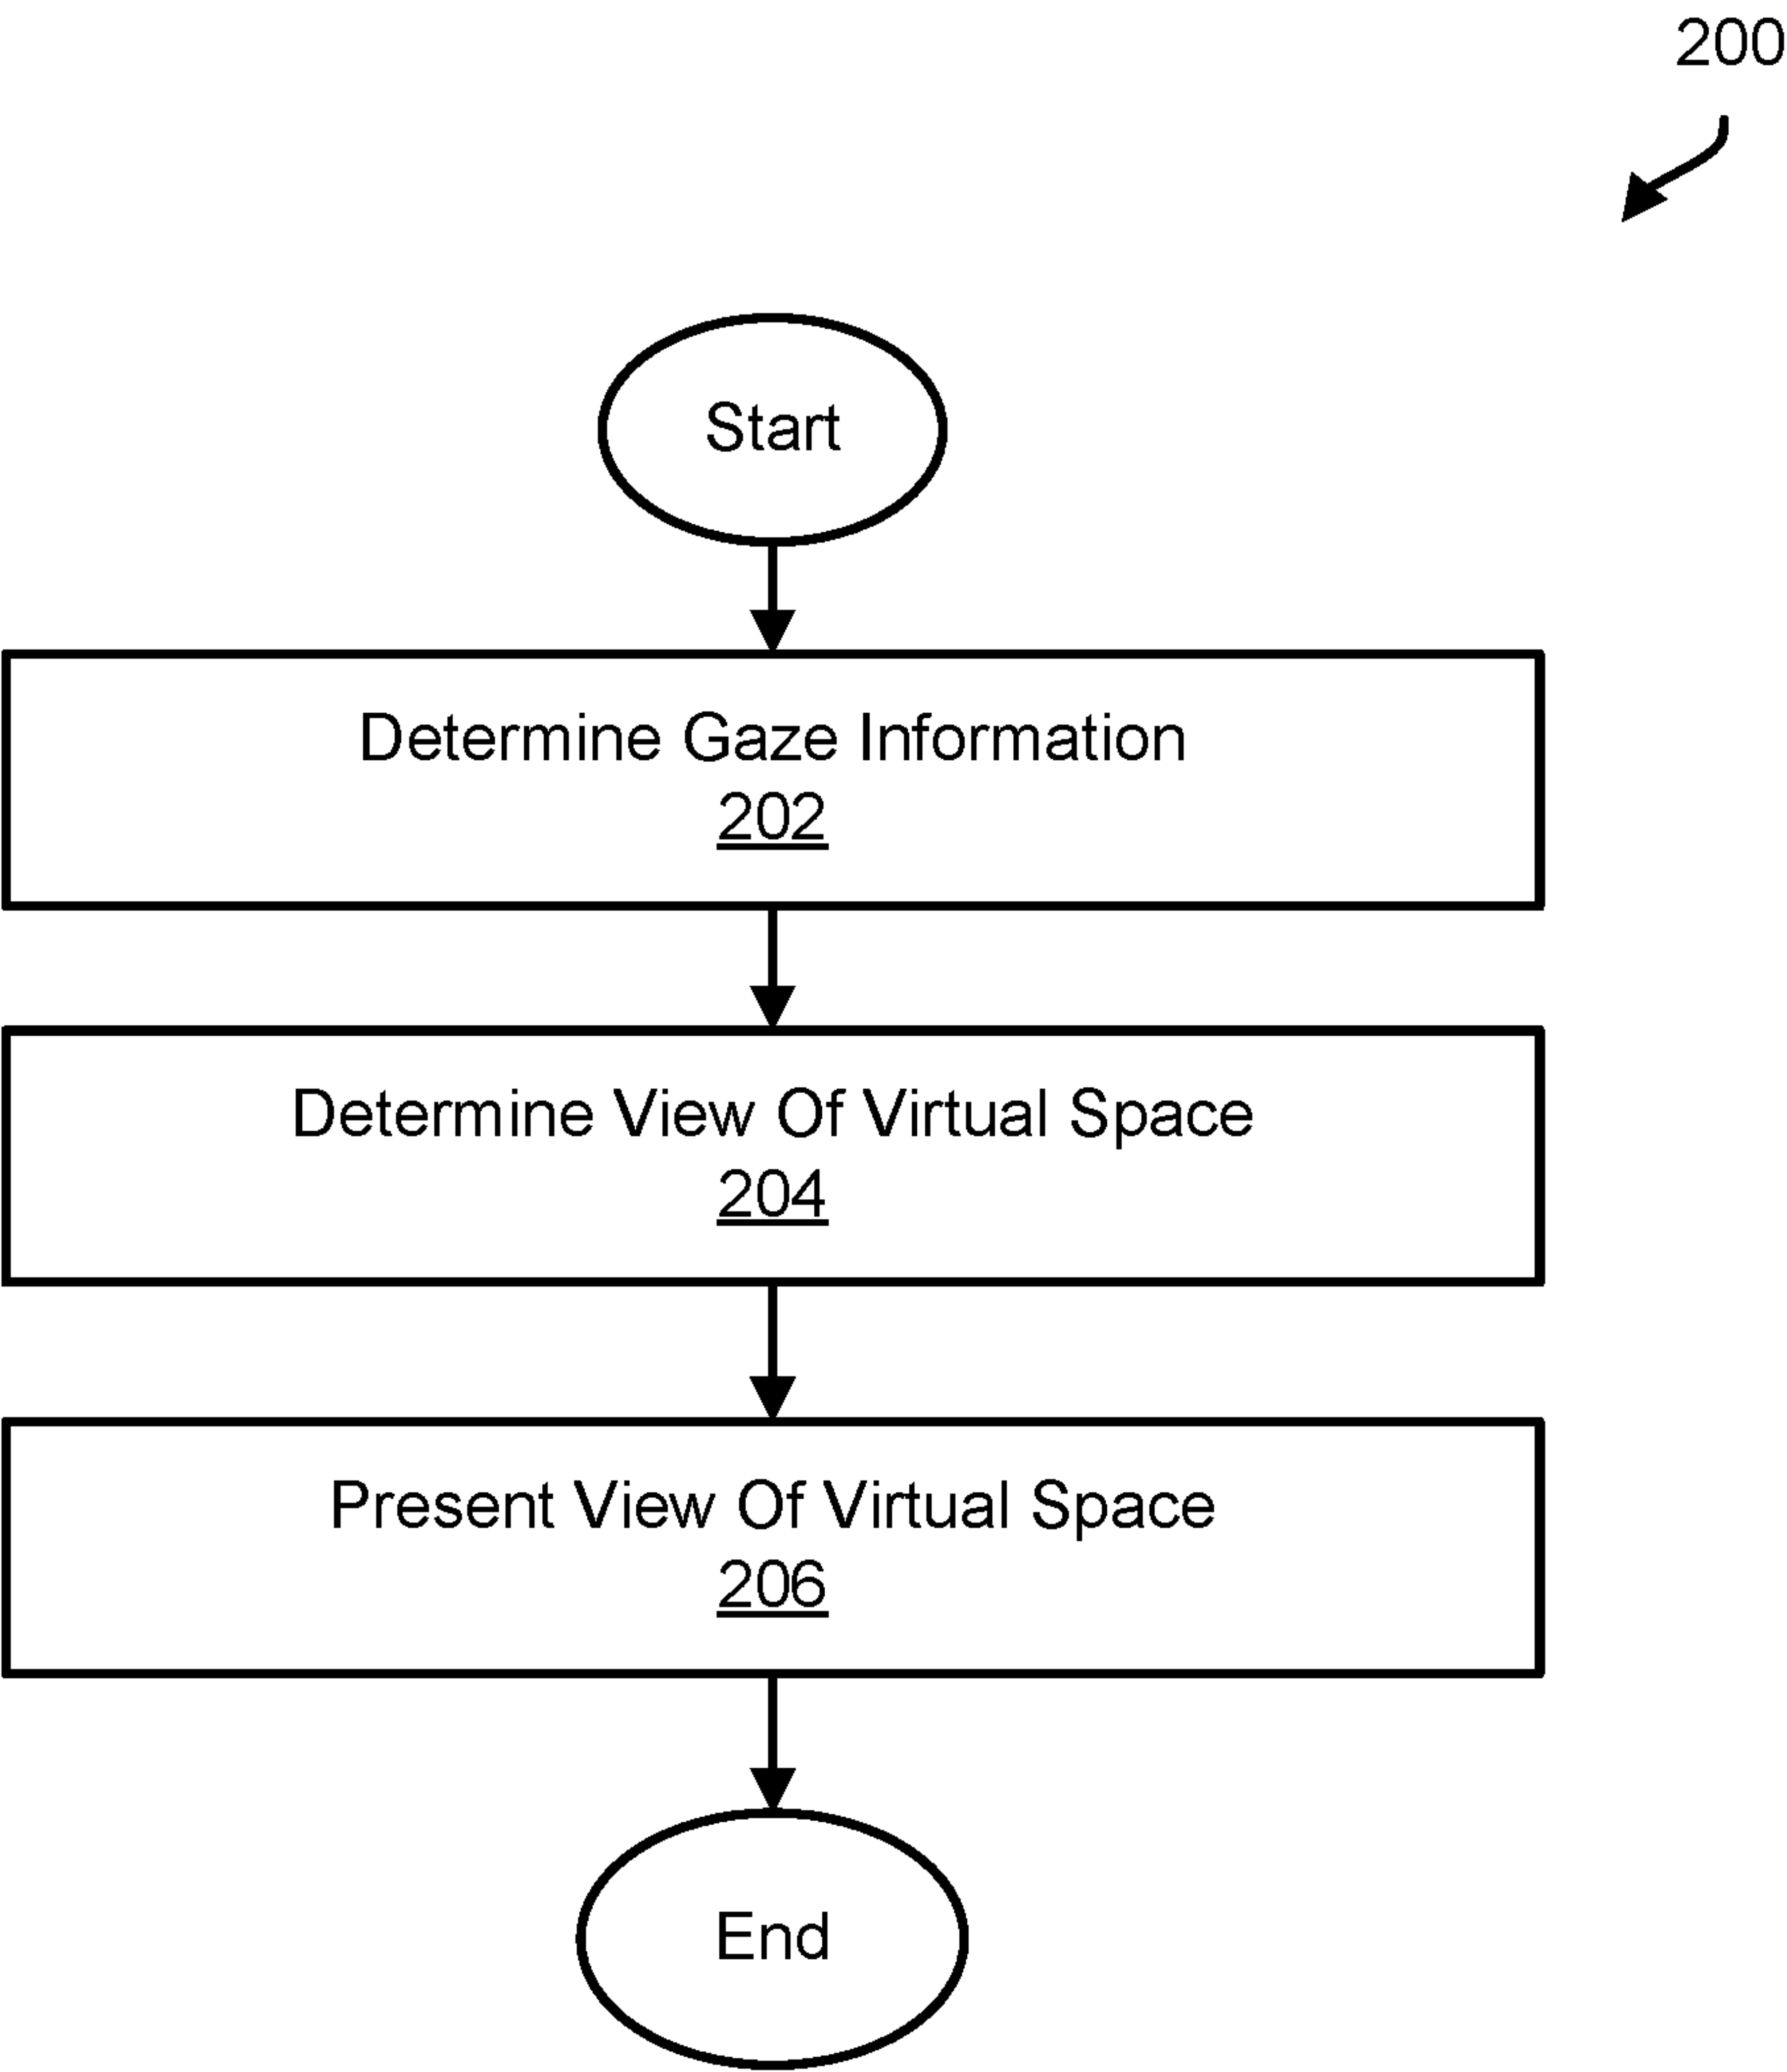 200
Start
Determine Gaze Information
202
Determine View Of Virtual Space
204
Present View Of Virtual Space
206
End